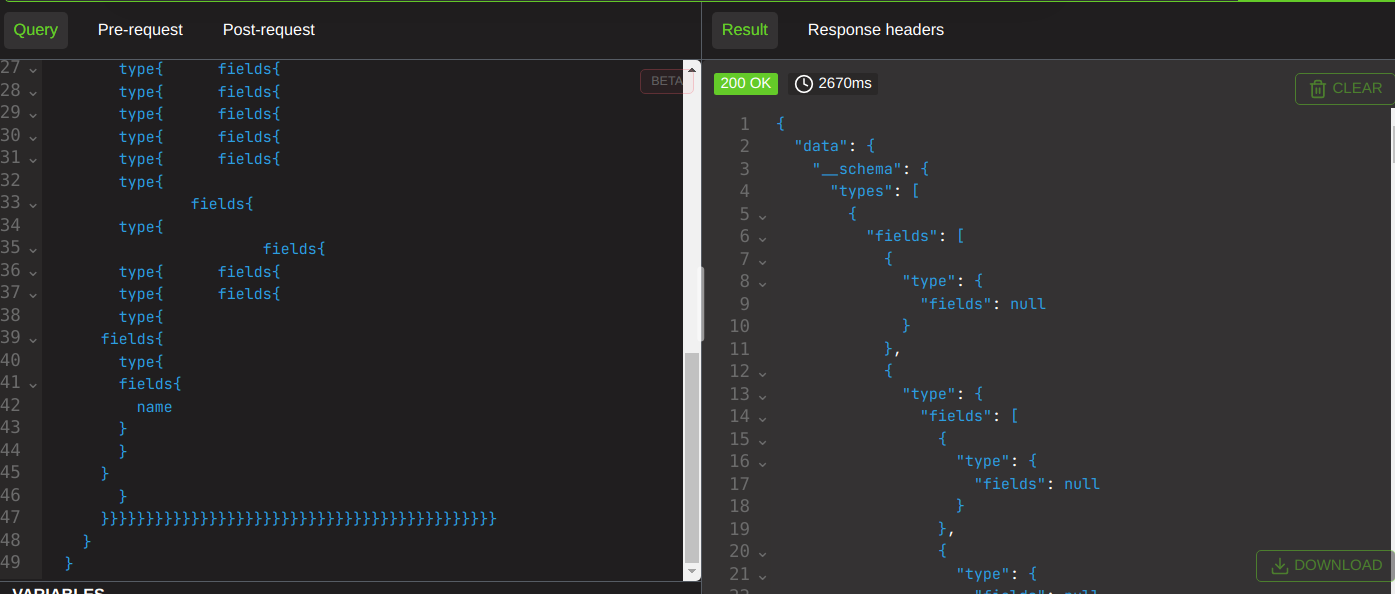 Query Pre-request Post-request
BETA
27 type{ fields{
28 type{ fields{
29 type{ fields{
30 type{ fields{
31 type{ fields{
32 type{
33 fields{
34 type{
35 fields{
36 type{ fields{
37 type{ fields{
38 type{
39 fields{
40 type{
41 fields{
42 name
43 }
44 }
45 }
46 }
47 }}}}}}}}}}}}}}}}}}}}}}}}}}}}}}}}}}}}}}}}}}}}
48 }
49 }
VARIABLES
Result Response headers
200 OK 2670ms
CLEAR
1 {
2 "data": {
3 "__schema": {
4 "types": [
5 {
6 "fields": [
7 {
8 "type": {
9 "fields": null
10 }
11 },
12 {
13 "type": {
14 "fields": [
15 {
16 "type": {
17 "fields": null
18 }
19 },
20 {
21 "type": {
22 "fields": null
DOWNLOAD